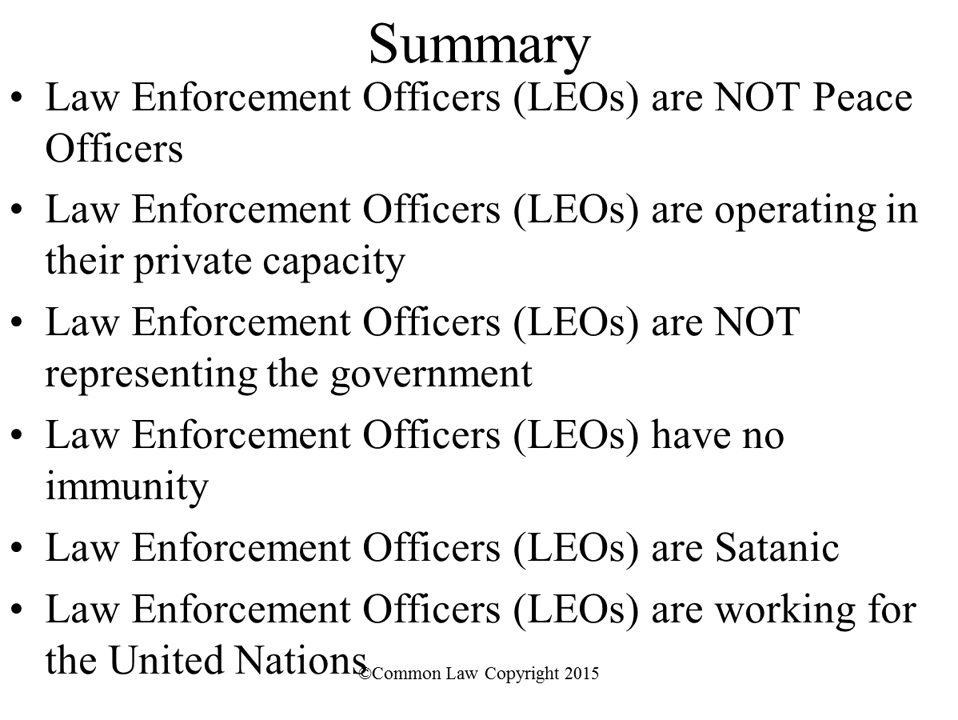 Summary
• Law Enforcement Officers (LEOs) are NOT Peace
Officers
• Law Enforcement Officers (LEOs) are operating in
their private capacity
• Law Enforcement Officers (LEOs) are NOT
representing the government
• Law Enforcement Officers (LEOs) have no
immunity
• Law Enforcement Officers (LEOs) are Satanic
• Law Enforcement Officers (LEOs) are working for
the United Nations
©Common Law Copyright 2015